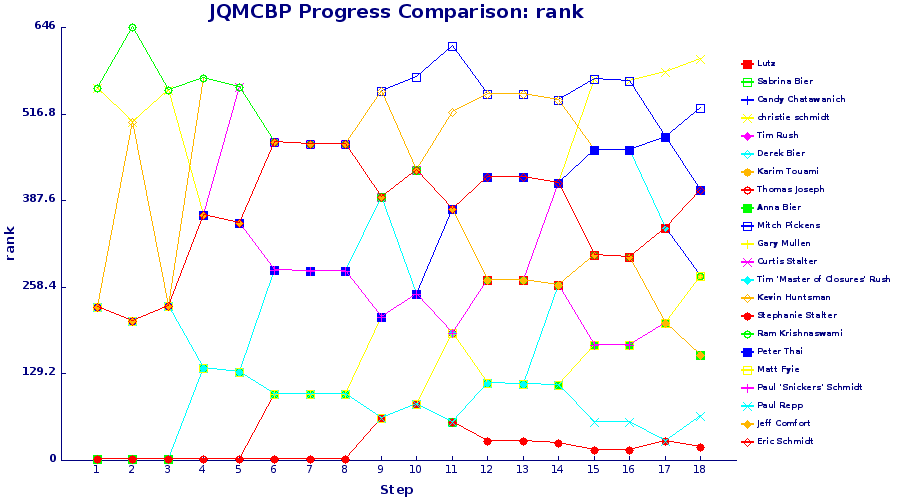 JQMCBP Progress Comparison: rank
646
516.8
387.6
258.4
129.2
0
rank
1 2 3 4 5 6 7 8 9 10 11 12 13 14 15 16 17 18
Step
Lutz
Sabrina Bier
Candy Chatawanich
christie schmidt
Tim Rush
Derek Bier
Karim Touami
Thomas Joseph
Anna Bier
Mitch Pickens
Gary Mullen
Curtis Stalter
Tim 'Master of Closures' Rush
Kevin Huntsman
Stephanie Stalter
Ram Krishnaswami
Peter Thai
Matt Fyie
Paul 'Snickers' Schmidt
Paul Repp
Jeff Comfort
Eric Schmidt